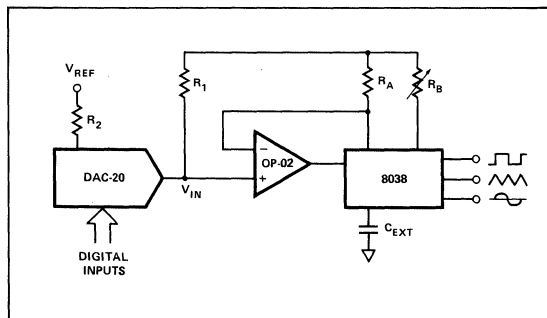 V_REF
R_2
R_1
R_A
R_B
DAC-20
V_IN
−
OP-02
+
8038
C_EXT
DIGITAL
INPUTS